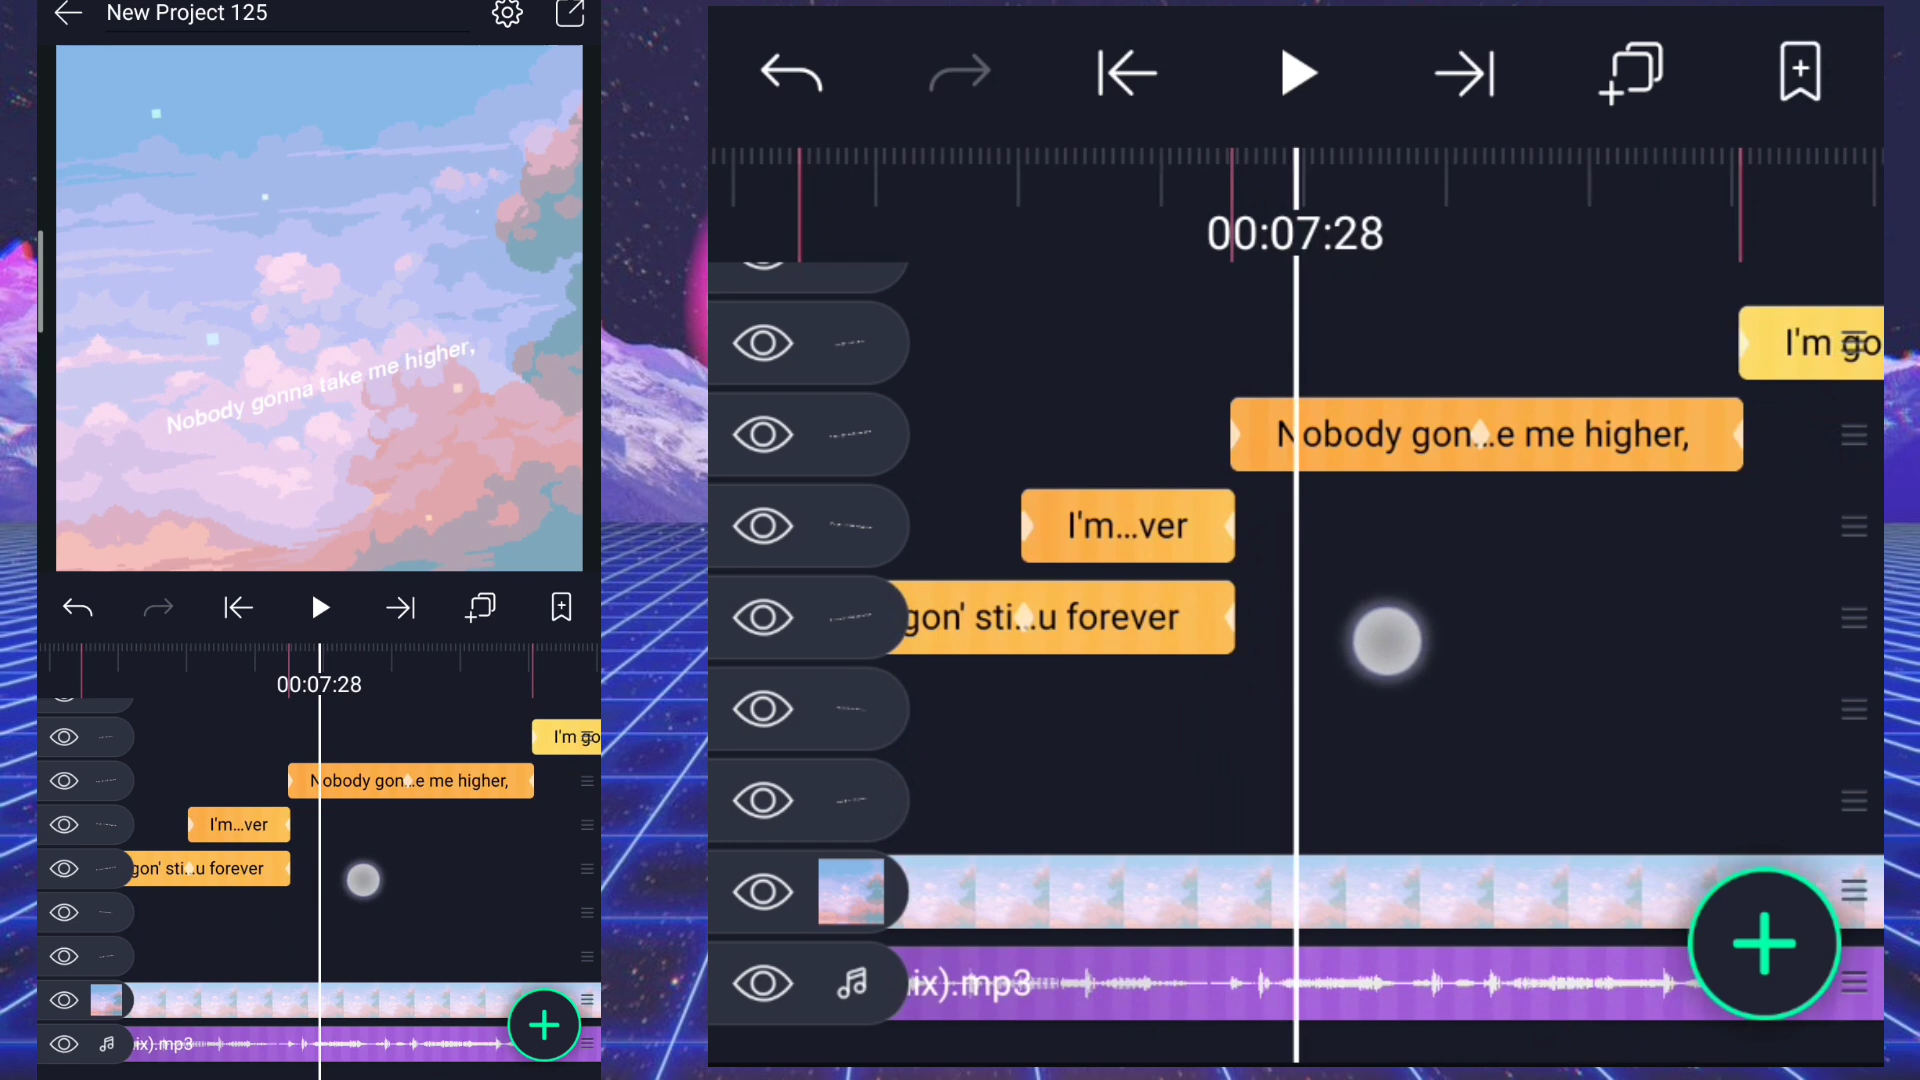 New Project 125
Nobody gonna take me higher,
00:07:28
I'm go
Nobody gon...e me higher,
I'm...ver
gon' sti...u forever
ix).mp3
00:07:28
I'm go
Nobody gon...e me higher,
I'm...ver
gon' sti...u forever
ix).mp3